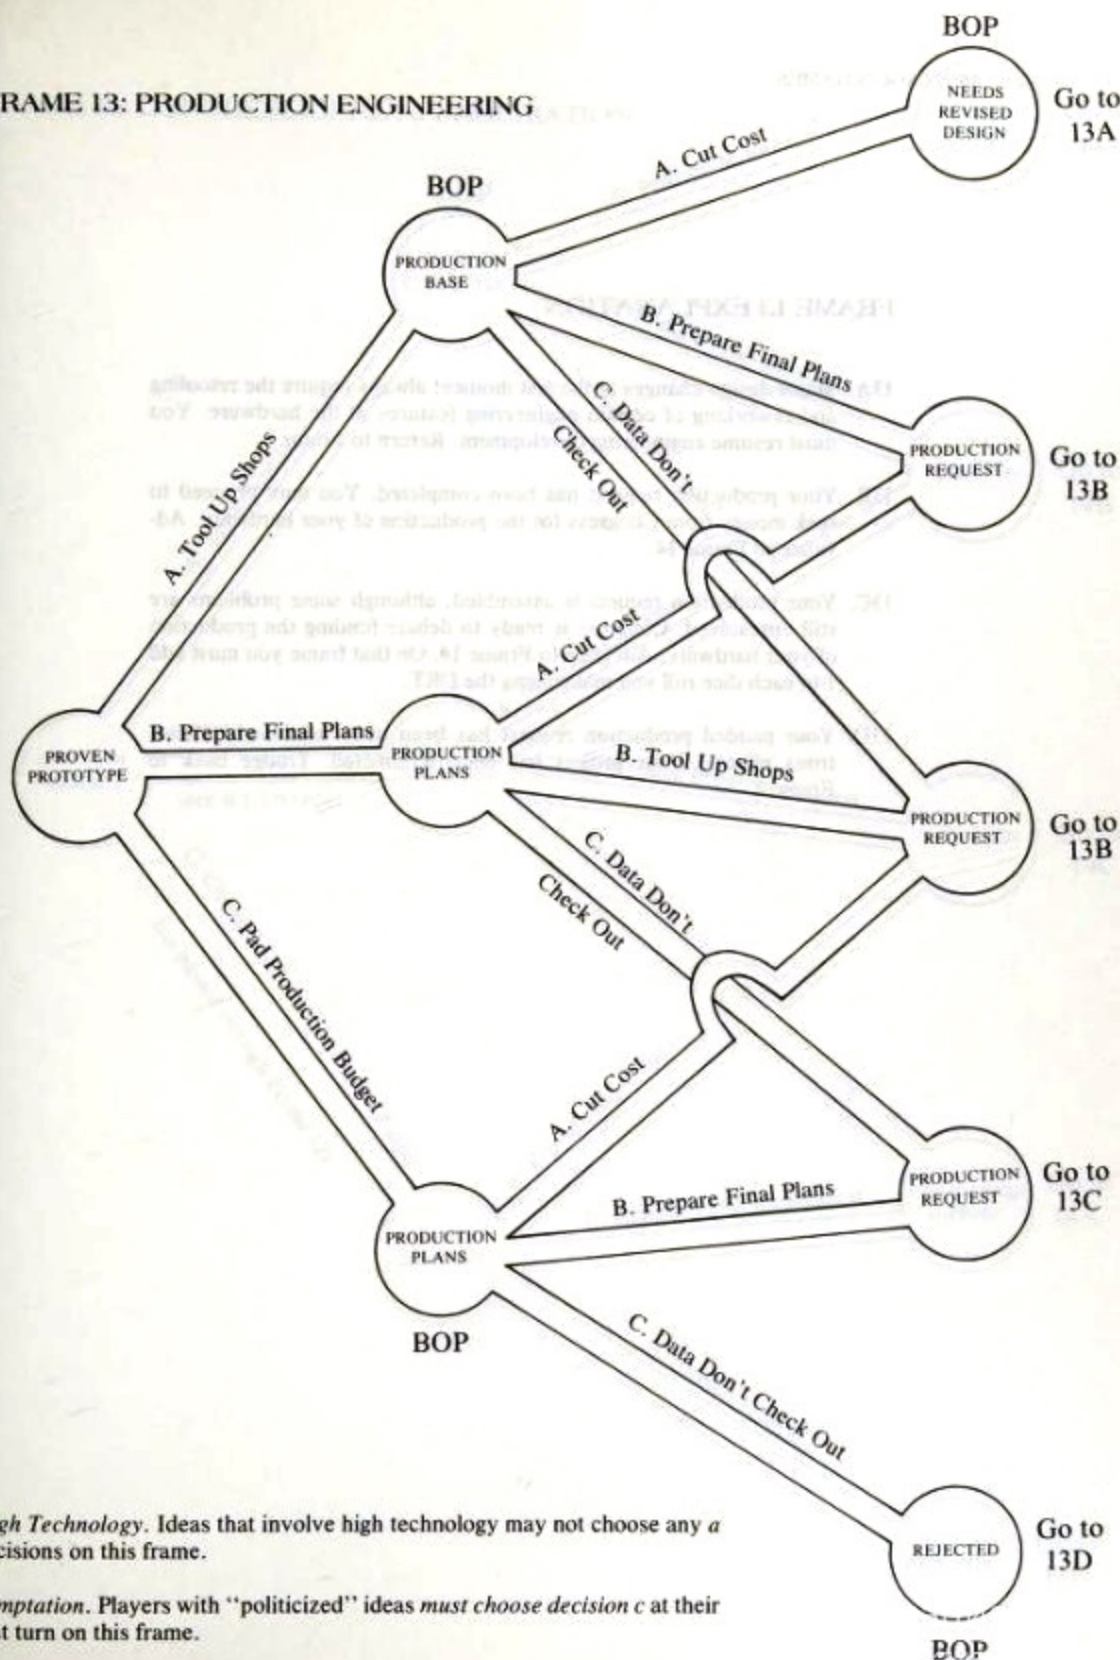 BOP
RAME 13: PRODUCTION ENGINEERING
NEEDS
REVISED
DESIGN
Go to
13A
A. Cut Cost
BOP
PRODUCTION
BASE
B. Prepare Final Plans
C. Data Don't
Check Out
PRODUCTION
REQUEST
Go to
13B
A. Tool Up Shops
A. Cut Cost
PROVEN
PROTOTYPE
B. Prepare Final Plans
PRODUCTION
PLANS
B. Tool Up Shops
PRODUCTION
REQUEST
Go to
13B
C. Data Don't
Check Out
C. Pad Production Budget
A. Cut Cost
B. Prepare Final Plans
PRODUCTION
REQUEST
Go to
13C
PRODUCTION
PLANS
BOP
C. Data Don't Check Out
REJECTED
Go to
13D
BOP
gh Technology. Ideas that involve high technology may not choose any a
cisions on this frame.
mptation. Players with "politicized" ideas must choose decision c at their
t turn on this frame.